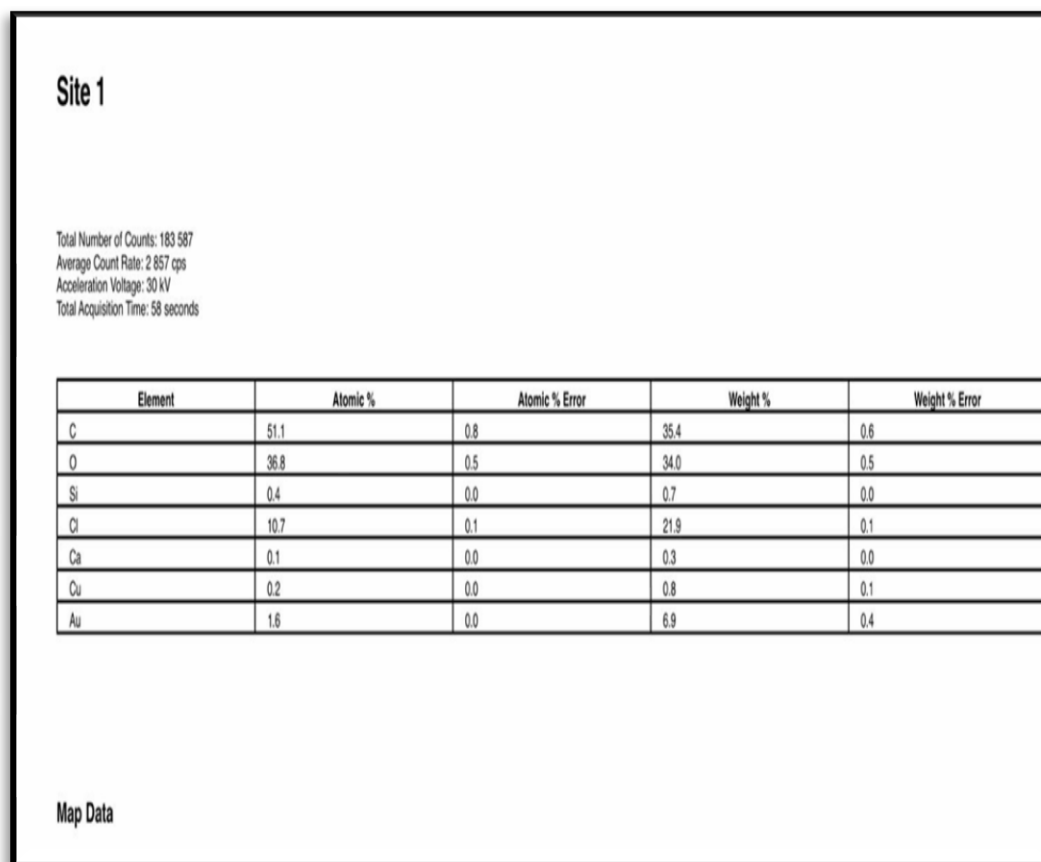 Site 1
Total Number of Counts: 183 587
Average Count Rate: 2 857 cps
Acceleration Voltage: 30 kV
Total Acquisition Time: 58 seconds
Element Atomic % Atomic % Error Weight % Weight % Error
C 51.1 0.8 35.4 0.6
O 36.8 0.5 34.0 0.5
Si 0.4 0.0 0.7 0.0
Cl 10.7 0.1 21.9 0.1
Ca 0.1 0.0 0.3 0.0
Cu 0.2 0.0 0.8 0.1
Au 1.6 0.0 6.9 0.4
Map Data